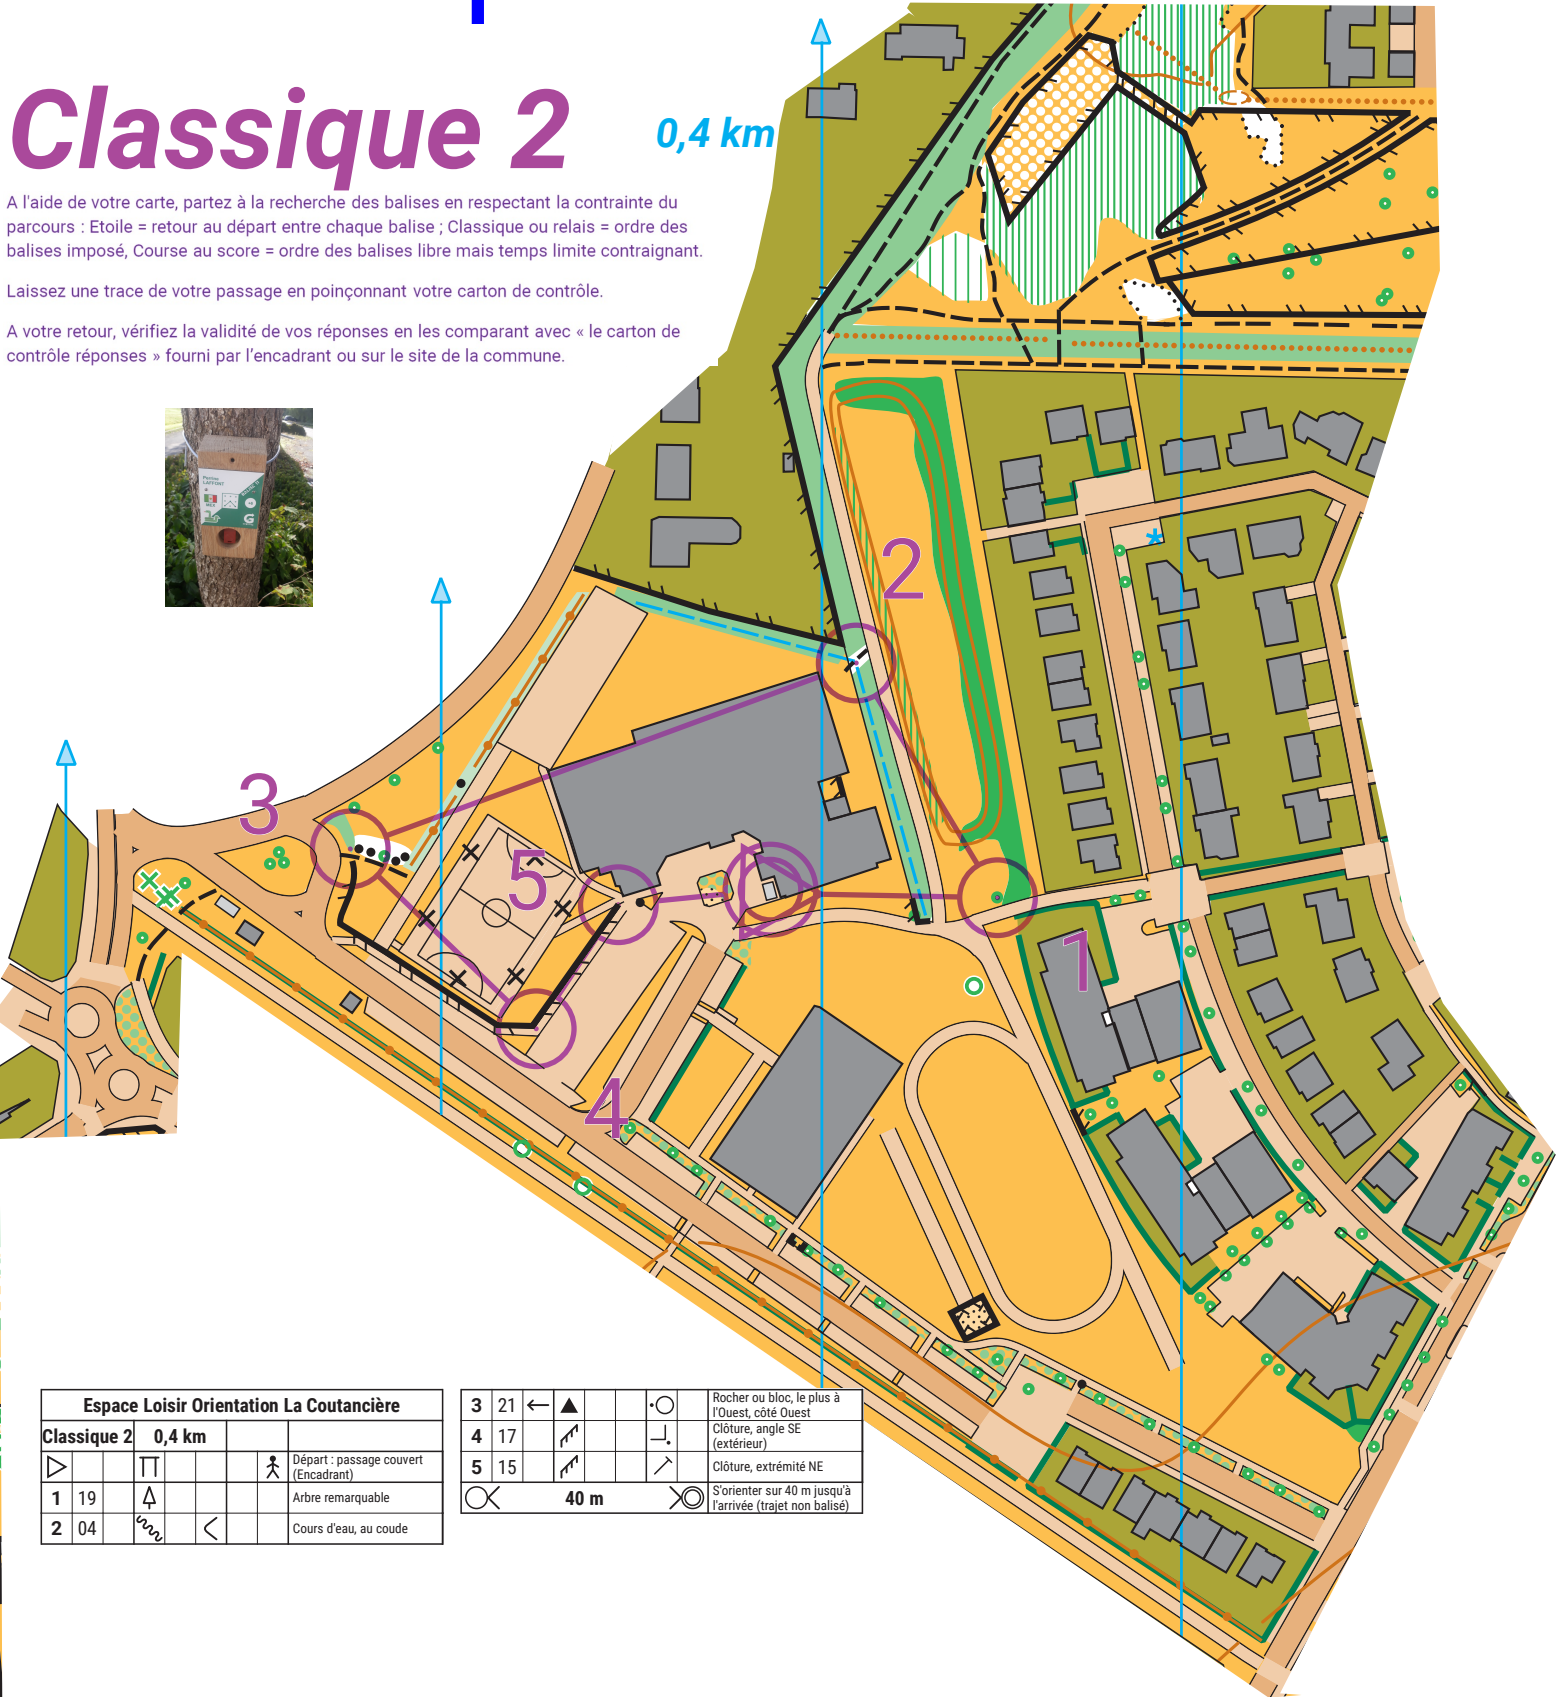 Classique 2
0,4 km
A l'aide de votre carte, partez à la recherche des balises en respectant la contrainte du
parcours : Etoile = retour au départ entre chaque balise ; Classique ou relais = ordre des
balises imposé, Course au score = ordre des balises libre mais temps limite contraignant.
Laissez une trace de votre passage en poinçonnant votre carton de contrôle.
A votre retour, vérifiez la validité de vos réponses en les comparant avec « le carton de
contrôle réponses » fourni par l'encadrant ou sur le site de la commune.
2
3
5
1
4
Espace Loisir Orientation La Coutancière
Classique 2 0,4 km
Départ : passage couvert
(Encadrant)
1 19 Arbre remarquable
2 04 Cours d'eau, au coude
3 21 Rocher ou bloc, le plus à
l'Ouest, côté Ouest
4 17 Clôture, angle SE
(extérieur)
5 15 Clôture, extrémité NE
40 m S'orienter sur 40 m jusqu'à
l'arrivée (trajet non balisé)